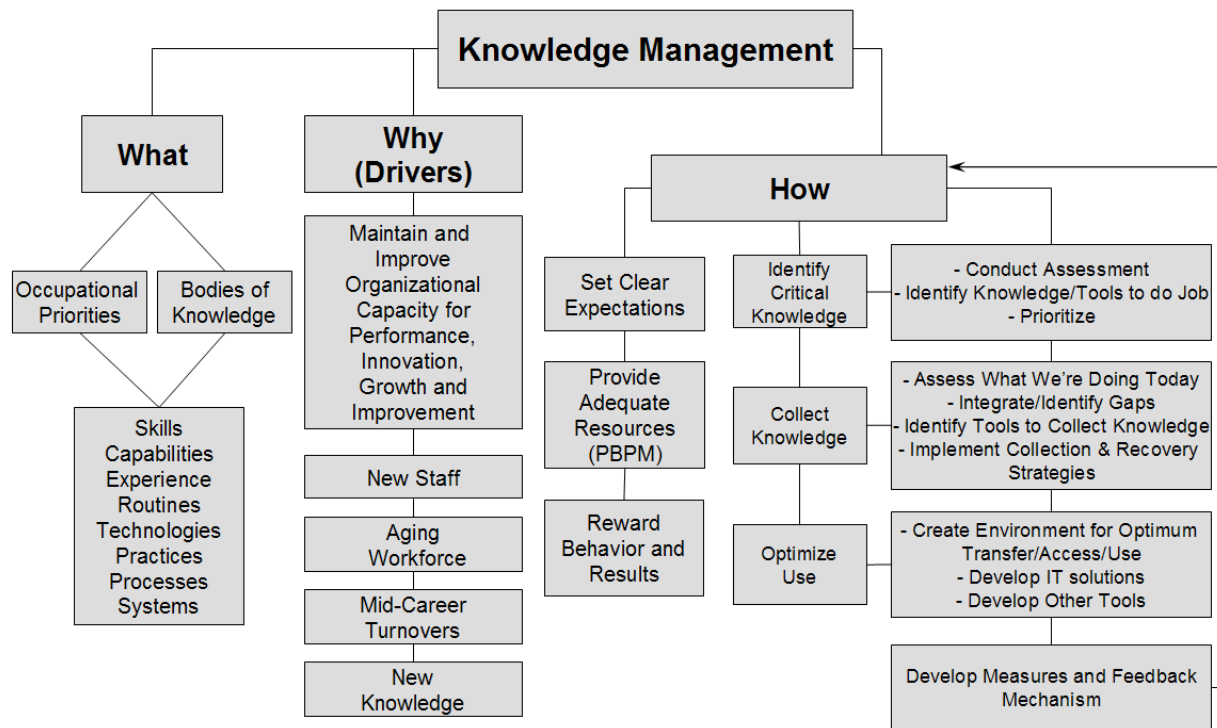 Knowledge Management
What
Why
(Drivers)
How
Occupational
Priorities
Bodies of
Knowledge
Skills
Capabilities
Experience
Routines
Technologies
Practices
Processes
Systems
Maintain and
Improve
Organizational
Capacity for
Performance,
Innovation,
Growth and
Improvement
New Staff
Aging
Workforce
Mid-Career
Turnovers
New
Knowledge
Set Clear
Expectations
Provide
Adequate
Resources
(PBPM)
Reward
Behavior and
Results
Identify
Critical
Knowledge
Collect
Knowledge
Optimize
Use
- Conduct Assessment
- Identify Knowledge/Tools to do Job
- Prioritize
- Assess What We're Doing Today
- Integrate/Identify Gaps
- Identify Tools to Collect Knowledge
- Implement Collection & Recovery
Strategies
- Create Environment for Optimum
Transfer/Access/Use
- Develop IT solutions
- Develop Other Tools
Develop Measures and Feedback
Mechanism